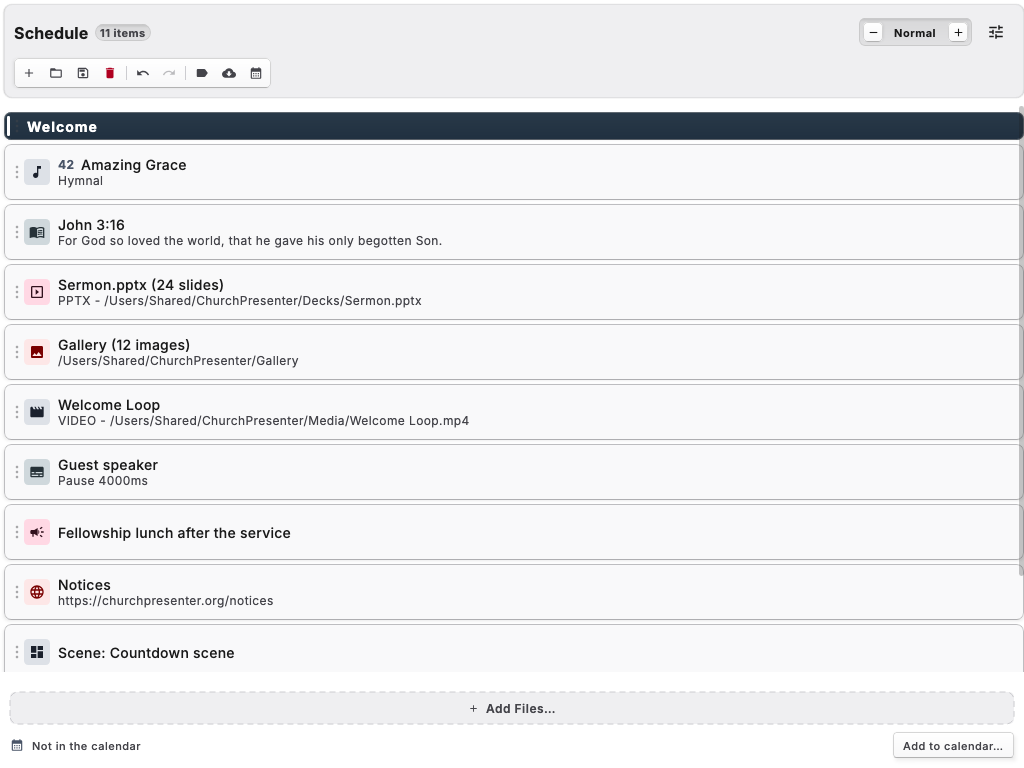 Schedule 11 items
Normal
Welcome
42 Amazing Grace
Hymnal
John 3:16
For God so loved the world, that he gave his only begotten Son.
Sermon.pptx (24 slides)
PPTX - /Users/Shared/ChurchPresenter/Decks/Sermon.pptx
Gallery (12 images)
/Users/Shared/ChurchPresenter/Gallery
Welcome Loop
VIDEO - /Users/Shared/ChurchPresenter/Media/Welcome Loop.mp4
Guest speaker
Pause 4000ms
Fellowship lunch after the service
Notices
https://churchpresenter.org/notices
Scene: Countdown scene
+ Add Files...
Not in the calendar
Add to calendar...